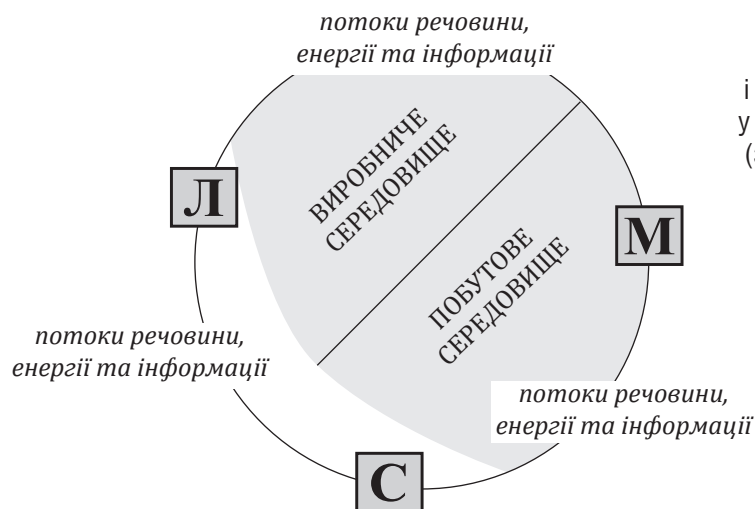 потоки речовини,
енергії та інформації
і
у
ВИРОБНИЧЕ
СЕРЕДОВИЩЕ
Л
М
ПОБУТОВЕ
СЕРЕДОВИЩЕ
потоки речовини,
енергії та інформації
потоки речовини,
енергії та інформації
С